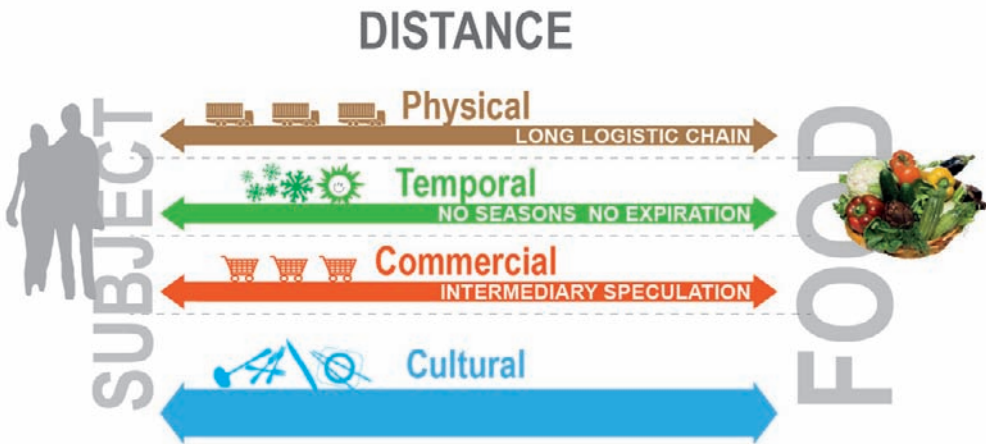 DISTANCE
SUBJECT
Physical
LONG LOGISTIC CHAIN
Temporal
NO SEASONS NO EXPIRATION
Commercial
INTERMEDIARY SPECULATION
Cultural
FOOD